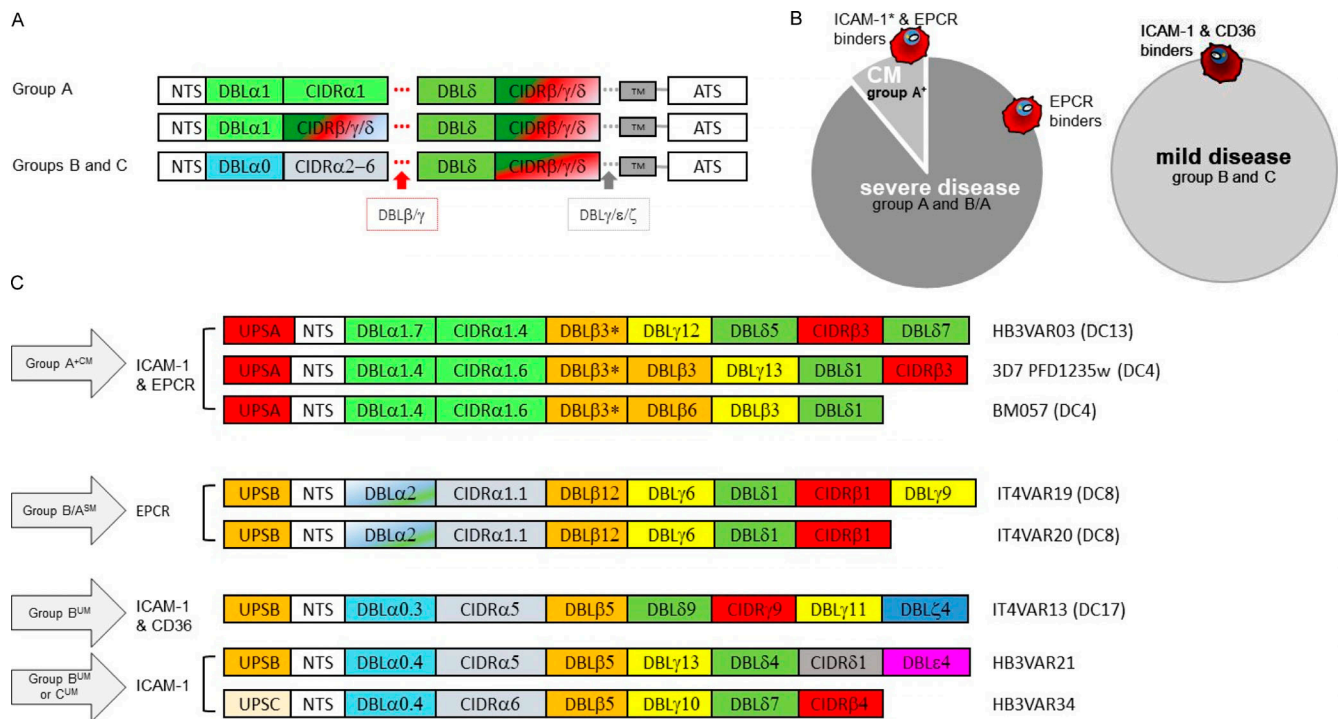 A
Group A
NTS DBLα1 CIDRα1 ... DBLδ CIDRβ/γ/δ ... TM ATS
NTS DBLα1 CIDRβ/γ/δ ... DBLδ CIDRβ/γ/δ ... TM ATS
Groups B and C
NTS DBLα0 CIDRα2–6 ... DBLδ CIDRβ/γ/δ ... TM ATS
DBLβ/γ
DBLγ/ε/ζ
B
ICAM-1* & EPCR
binders
CM
group A⁺
EPCR
binders
severe disease
group A and B/A
ICAM-1 & CD36
binders
mild disease
group B and C
C
Group A⁺ᶜᴹ
ICAM-1
& EPCR
UPSA NTS DBLα1.7 CIDRα1.4 DBLβ3* DBLγ12 DBLδ5 CIDRβ3 DBLδ7 HB3VAR03 (DC13)
UPSA NTS DBLα1.4 CIDRα1.6 DBLβ3* DBLβ3 DBLγ13 DBLδ1 CIDRβ3 3D7 PFD1235w (DC4)
UPSA NTS DBLα1.4 CIDRα1.6 DBLβ3* DBLβ6 DBLβ3 DBLδ1 BM057 (DC4)
Group B/Aˢᴹ
EPCR
UPSB NTS DBLα2 CIDRα1.1 DBLβ12 DBLγ6 DBLδ1 CIDRβ1 DBLγ9 IT4VAR19 (DC8)
UPSB NTS DBLα2 CIDRα1.1 DBLβ12 DBLγ6 DBLδ1 CIDRβ1 IT4VAR20 (DC8)
Group Bᵁᴹ
ICAM-1
& CD36
UPSB NTS DBLα0.3 CIDRα5 DBLβ5 DBLδ9 CIDRγ9 DBLγ11 DBLζ4 IT4VAR13 (DC17)
Group Bᵁᴹ
or Cᵁᴹ
ICAM-1
UPSB NTS DBLα0.4 CIDRα5 DBLβ5 DBLγ13 DBLδ4 CIDRδ1 DBLε4 HB3VAR21
UPSC NTS DBLα0.4 CIDRα6 DBLβ5 DBLγ10 DBLδ7 CIDRβ4 HB3VAR34